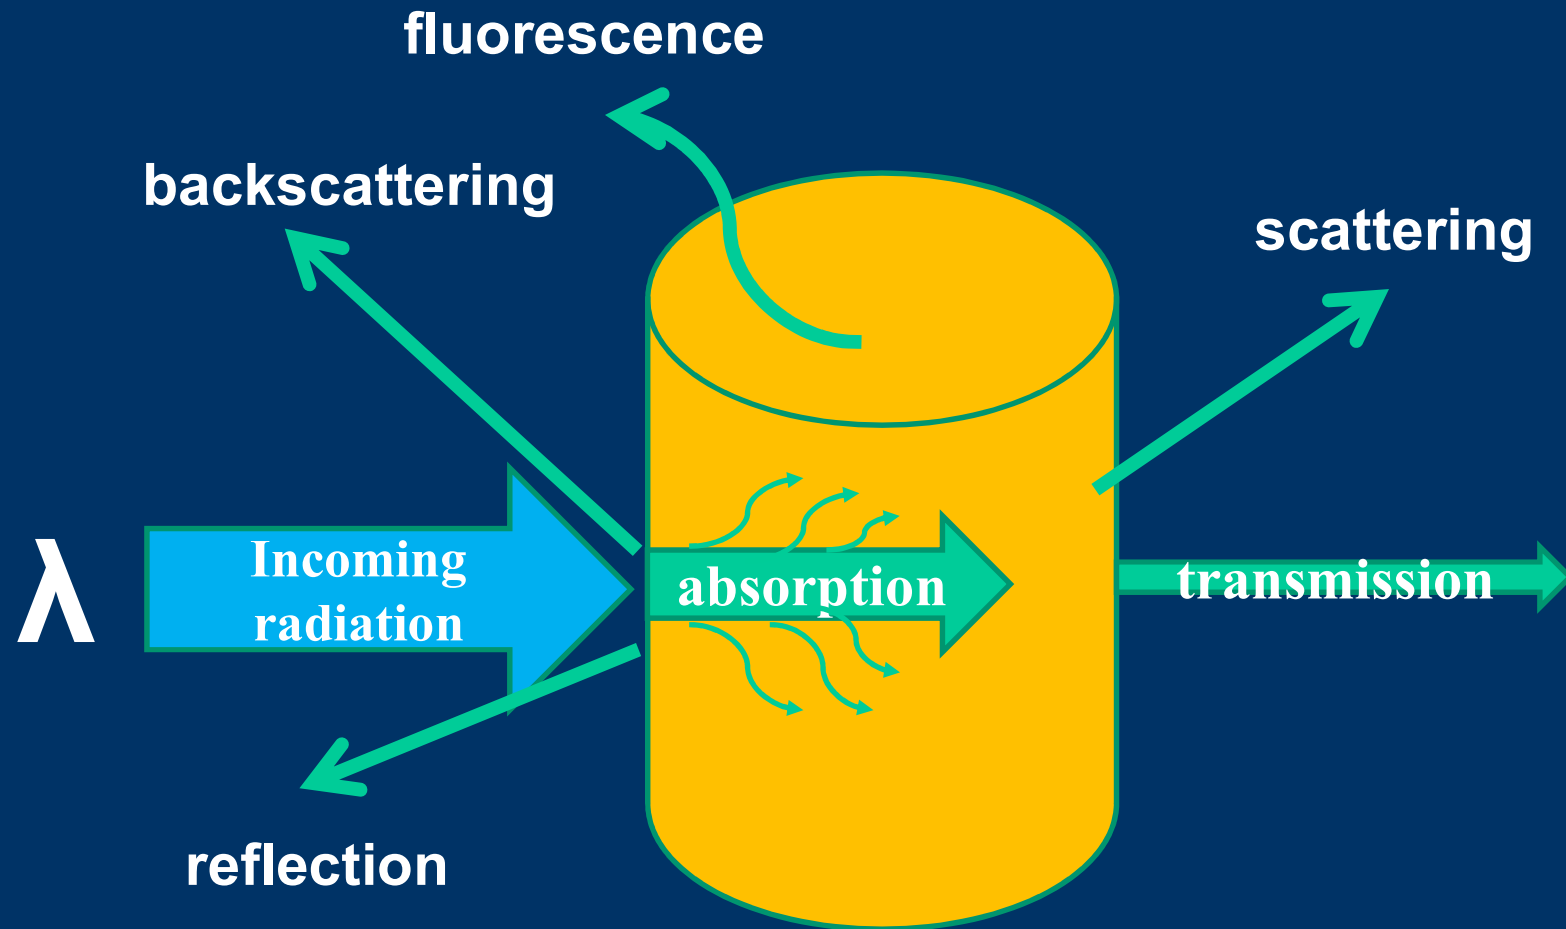 fluorescence
backscattering
scattering
λ
Incoming
radiation
absorption
transmission
reflection